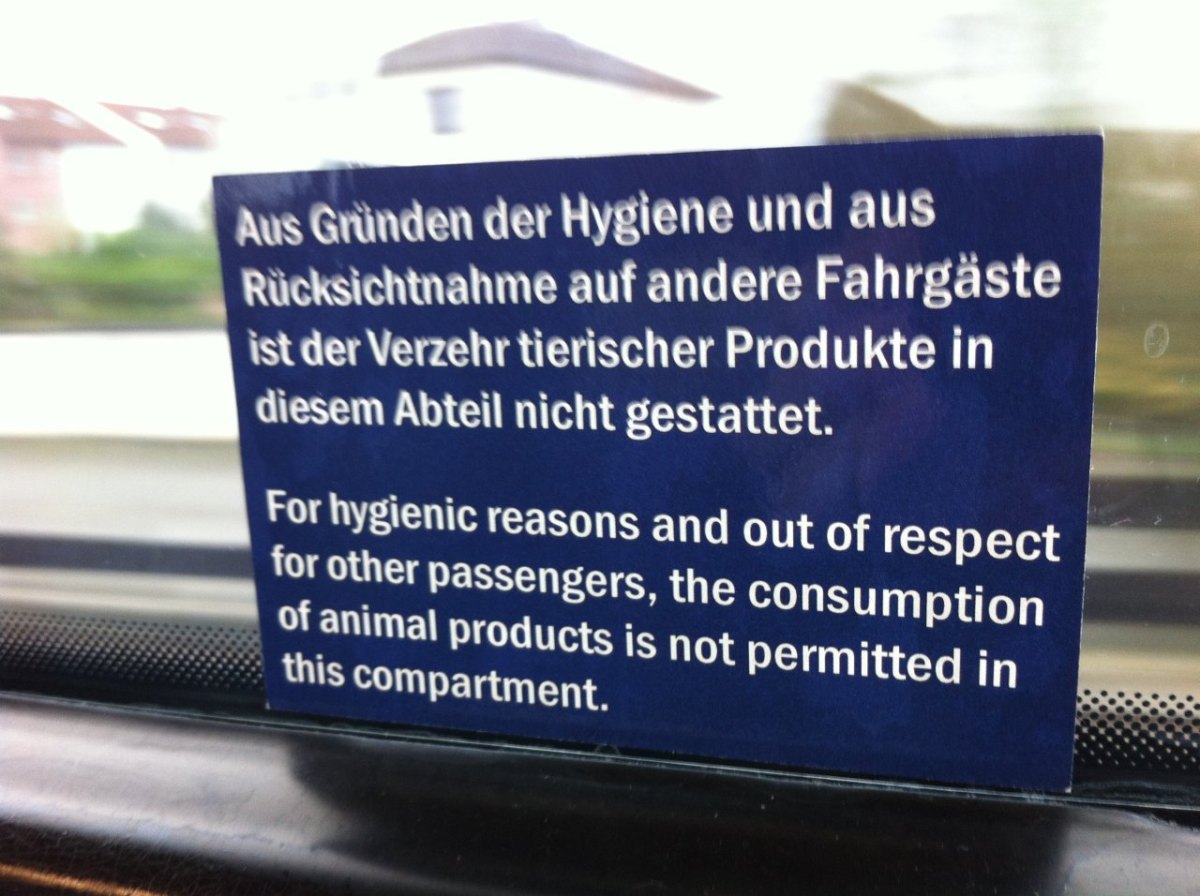 Aus Gründen der Hygiene und aus
Rücksichtnahme auf andere Fahrgäste
ist der Verzehr tierischer Produkte in
diesem Abteil nicht gestattet.
For hygienic reasons and out of respect
for other passengers, the consumption
of animal products is not permitted in
this compartment.